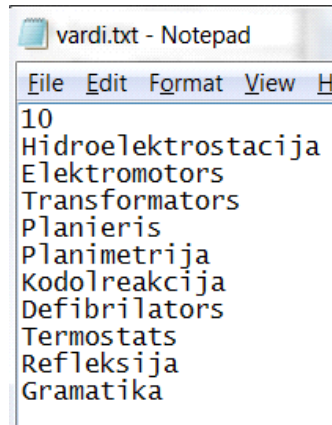 vardi.txt - Notepad
File Edit Format View H
10
Hidroelektrostacija
Elektromotors
Transformators
Planieris
Planimetrija
Kodolreakcija
Defibrilators
Termostats
Refleksija
Gramatika